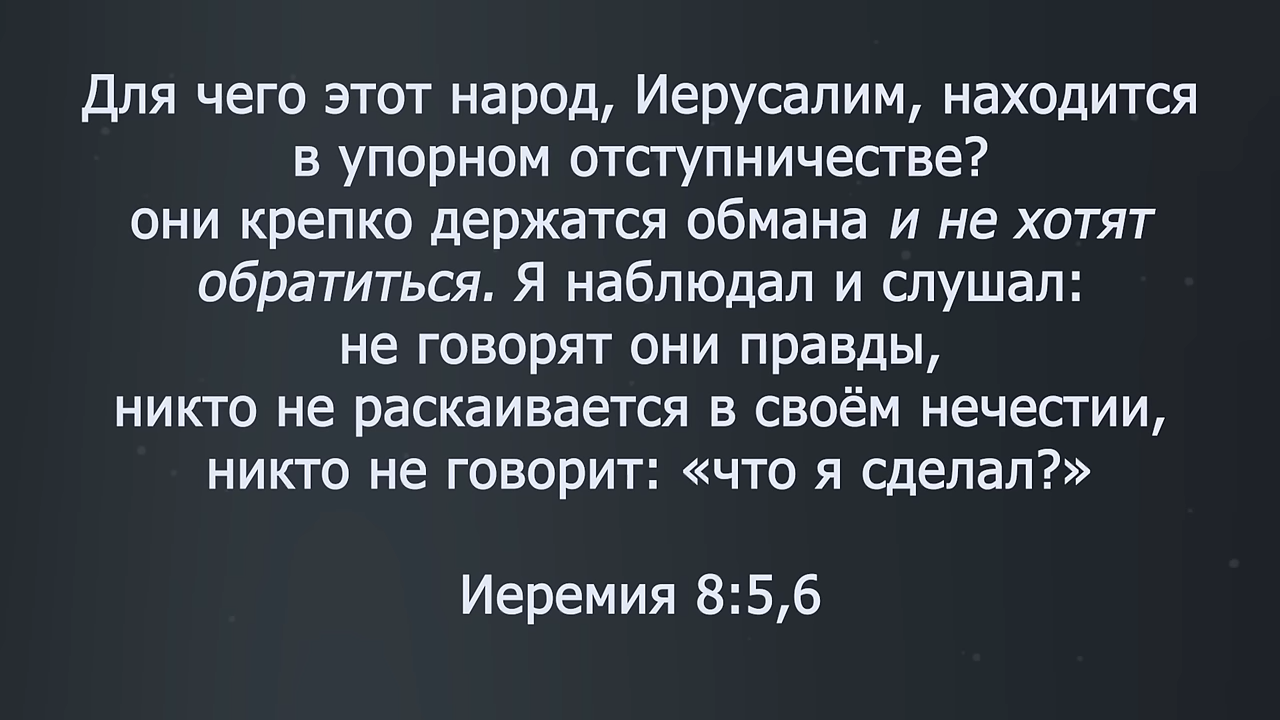 Для чего этот народ, Иерусалим, находится
в упорном отступничестве?
они крепко держатся обмана и не хотят
обратиться. Я наблюдал и слушал:
не говорят они правды,
никто не раскаивается в своём нечестии,
никто не говорит: «что я сделал?»
Иеремия 8:5,6